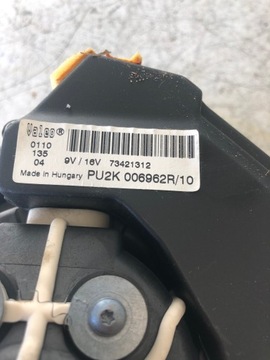 Valeo®
0110
135
04
9V / 16V 73421312
Made in Hungary PU2K 006962R/10